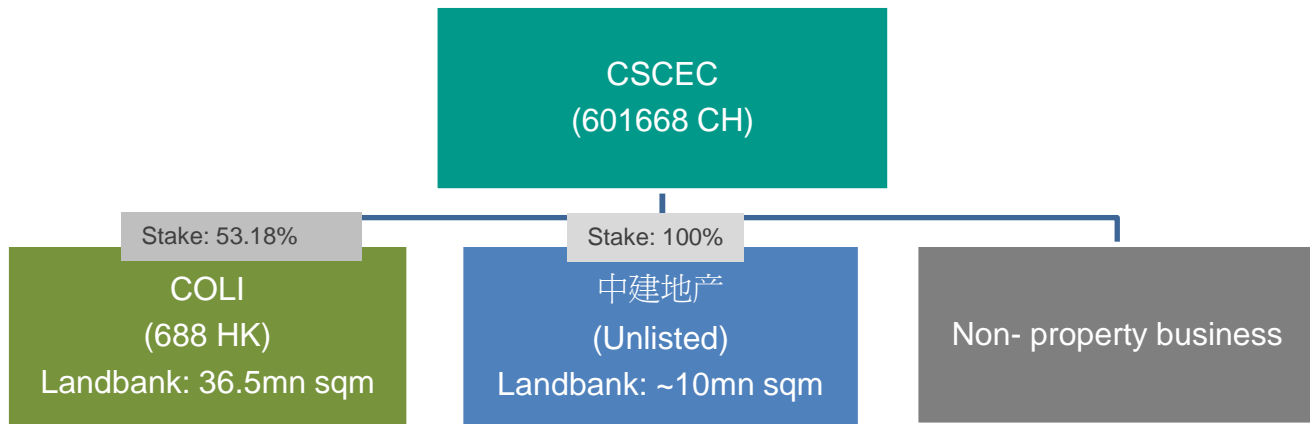 CSCEC
(601668 CH)
Stake: 53.18%
Stake: 100%
COLI
(688 HK)
Landbank: 36.5mn sqm
中建地产
(Unlisted)
Landbank: ~10mn sqm
Non- property business